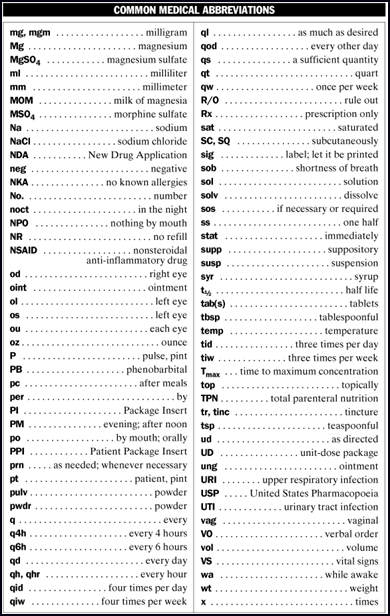 COMMON MEDICAL ABBREVIATIONS
mg, mgm . . . . . . . . . . . . . . . . . milligram
Mg . . . . . . . . . . . . . . . . . . . . magnesium
MgSO₄ . . . . . . . . . . . . magnesium sulfate
ml . . . . . . . . . . . . . . . . . . . . . . milliliter
mm . . . . . . . . . . . . . . . . . . . . millimeter
MOM . . . . . . . . . . . . . milk of magnesia
MSO₄ . . . . . . . . . . . . . . morphine sulfate
Na . . . . . . . . . . . . . . . . . . . . . . . sodium
NaCl . . . . . . . . . . . . . . . sodium chloride
NDA . . . . . . . . . . New Drug Application
neg . . . . . . . . . . . . . . . . . . . . . . negative
NKA . . . . . . . . . . . . . no known allergies
No. . . . . . . . . . . . . . . . . . . . . . . number
noct . . . . . . . . . . . . . . . . . . in the night
NPO . . . . . . . . . . . . . . nothing by mouth
NR . . . . . . . . . . . . . . . . . . . . . . no refill
NSAID . . . . . . . . . . . . . . . nonsteroidal
anti-inflammatory drug
od . . . . . . . . . . . . . . . . . . . . . right eye
oint . . . . . . . . . . . . . . . . . . . . ointment
ol . . . . . . . . . . . . . . . . . . . . . . . left eye
os . . . . . . . . . . . . . . . . . . . . . . left eye
ou . . . . . . . . . . . . . . . . . . . . . each eye
oz . . . . . . . . . . . . . . . . . . . . . . . ounce
P . . . . . . . . . . . . . . . . . . . . pulse, pint
PB . . . . . . . . . . . . . . . . . phenobarbital
pc . . . . . . . . . . . . . . . . . . . after meals
per . . . . . . . . . . . . . . . . . . . . . . . . . by
PI . . . . . . . . . . . . . . . . . Package Insert
PM . . . . . . . . . . . . evening; after noon
po . . . . . . . . . . . . . . . by mouth; orally
PPI . . . . . . . . . . . . Patient Package Insert
prn . . . . . as needed; whenever necessary
pt . . . . . . . . . . . . . . . . . . . patient, pint
pulv . . . . . . . . . . . . . . . . . . . . . powder
pwdr . . . . . . . . . . . . . . . . . . . . powder
q . . . . . . . . . . . . . . . . . . . . . . . . . every
q4h . . . . . . . . . . . . . . . . . every 4 hours
q6h . . . . . . . . . . . . . . . . . every 6 hours
qd . . . . . . . . . . . . . . . . . . . . . every day
qh, qhr . . . . . . . . . . . . . . . . every hour
qid . . . . . . . . . . . . . . . four times per day
qiw . . . . . . . . . . . . . four times per week
ql . . . . . . . . . . . . . . as much as desired
qod . . . . . . . . . . . . . . . every other day
qs . . . . . . . . . . . . . a sufficient quantity
qt . . . . . . . . . . . . . . . . . . . . . . . . quart
qw . . . . . . . . . . . . . . . . once per week
R/O . . . . . . . . . . . . . . . . . . . . rule out
Rx . . . . . . . . . . . . . . . prescription only
sat . . . . . . . . . . . . . . . . . . . . saturated
SC, SQ . . . . . . . . . . . . . subcutaneously
sig . . . . . . . . . . . . . label; let it be printed
sob . . . . . . . . . . . . . . shortness of breath
sol . . . . . . . . . . . . . . . . . . . . . . solution
solv . . . . . . . . . . . . . . . . . . . . dissolve
sos . . . . . . . . . . if necessary or required
ss . . . . . . . . . . . . . . . . . . . . . . one half
stat . . . . . . . . . . . . . . . . . immediately
supp . . . . . . . . . . . . . . . . . suppository
susp . . . . . . . . . . . . . . . . . suspension
syr . . . . . . . . . . . . . . . . . . . . . . . syrup
t½ . . . . . . . . . . . . . . . . . . . . . . half life
tab(s) . . . . . . . . . . . . . . . . . . . . tablets
tbsp . . . . . . . . . . . . . . . . tablespoonful
temp . . . . . . . . . . . . . . . . temperature
tid . . . . . . . . . . . . . . three times per day
tiw . . . . . . . . . . . . . three times per week
Tmax . . . time to maximum concentration
top . . . . . . . . . . . . . . . . . . . . topically
TPN . . . . . . . . . total parenteral nutrition
tr, tinc . . . . . . . . . . . . . . . . . . tincture
tsp . . . . . . . . . . . . . . . . . . teaspoonful
ud . . . . . . . . . . . . . . . . . . . as directed
UD . . . . . . . . . . . . . unit-dose package
ung . . . . . . . . . . . . . . . . . . . ointment
URI . . . . . . . upper respiratory infection
USP . . . . . United States Pharmacopoeia
UTI . . . . . . . . . . . urinary tract infection
vag . . . . . . . . . . . . . . . . . . . . . vaginal
VO . . . . . . . . . . . . . . . . . . verbal order
vol . . . . . . . . . . . . . . . . . . . . . . volume
VS . . . . . . . . . . . . . . . . . . . . vital signs
wa . . . . . . . . . . . . . . . . . . while awake
wt . . . . . . . . . . . . . . . . . . . . . . weight
x . . . . . . . . . . . . . . . . . . . . . . . . times